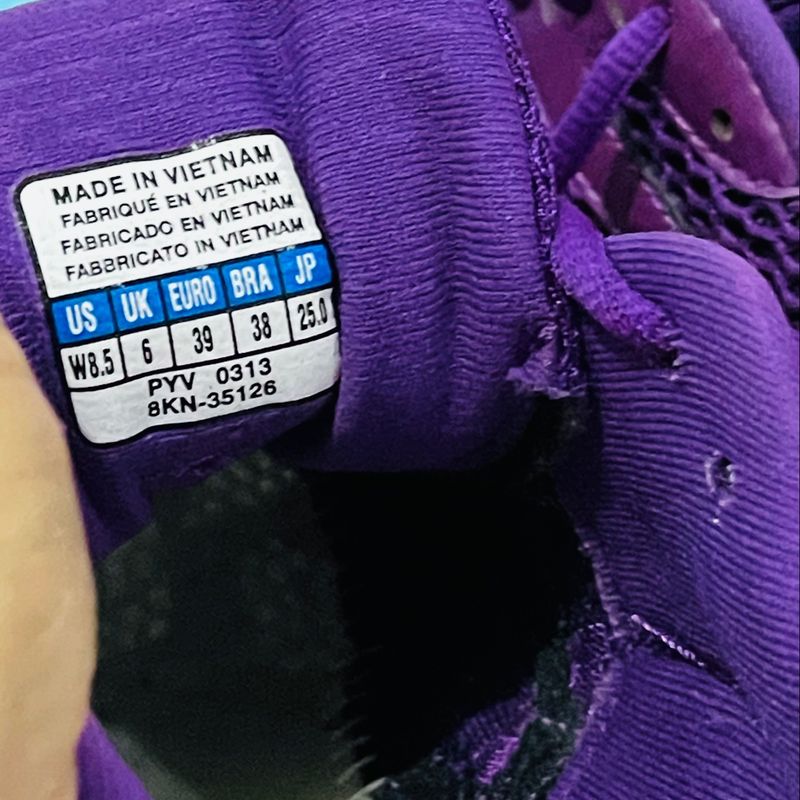 MADE IN VIETNAM
FABRIQUÉ EN VIETNAM
FABRICADO EN VIETNAM
FABBRICATO IN VIETNAM
US UK EURO BRA JP
W8.5 6 39 38 25.0
PYV 0313
8KN-35126